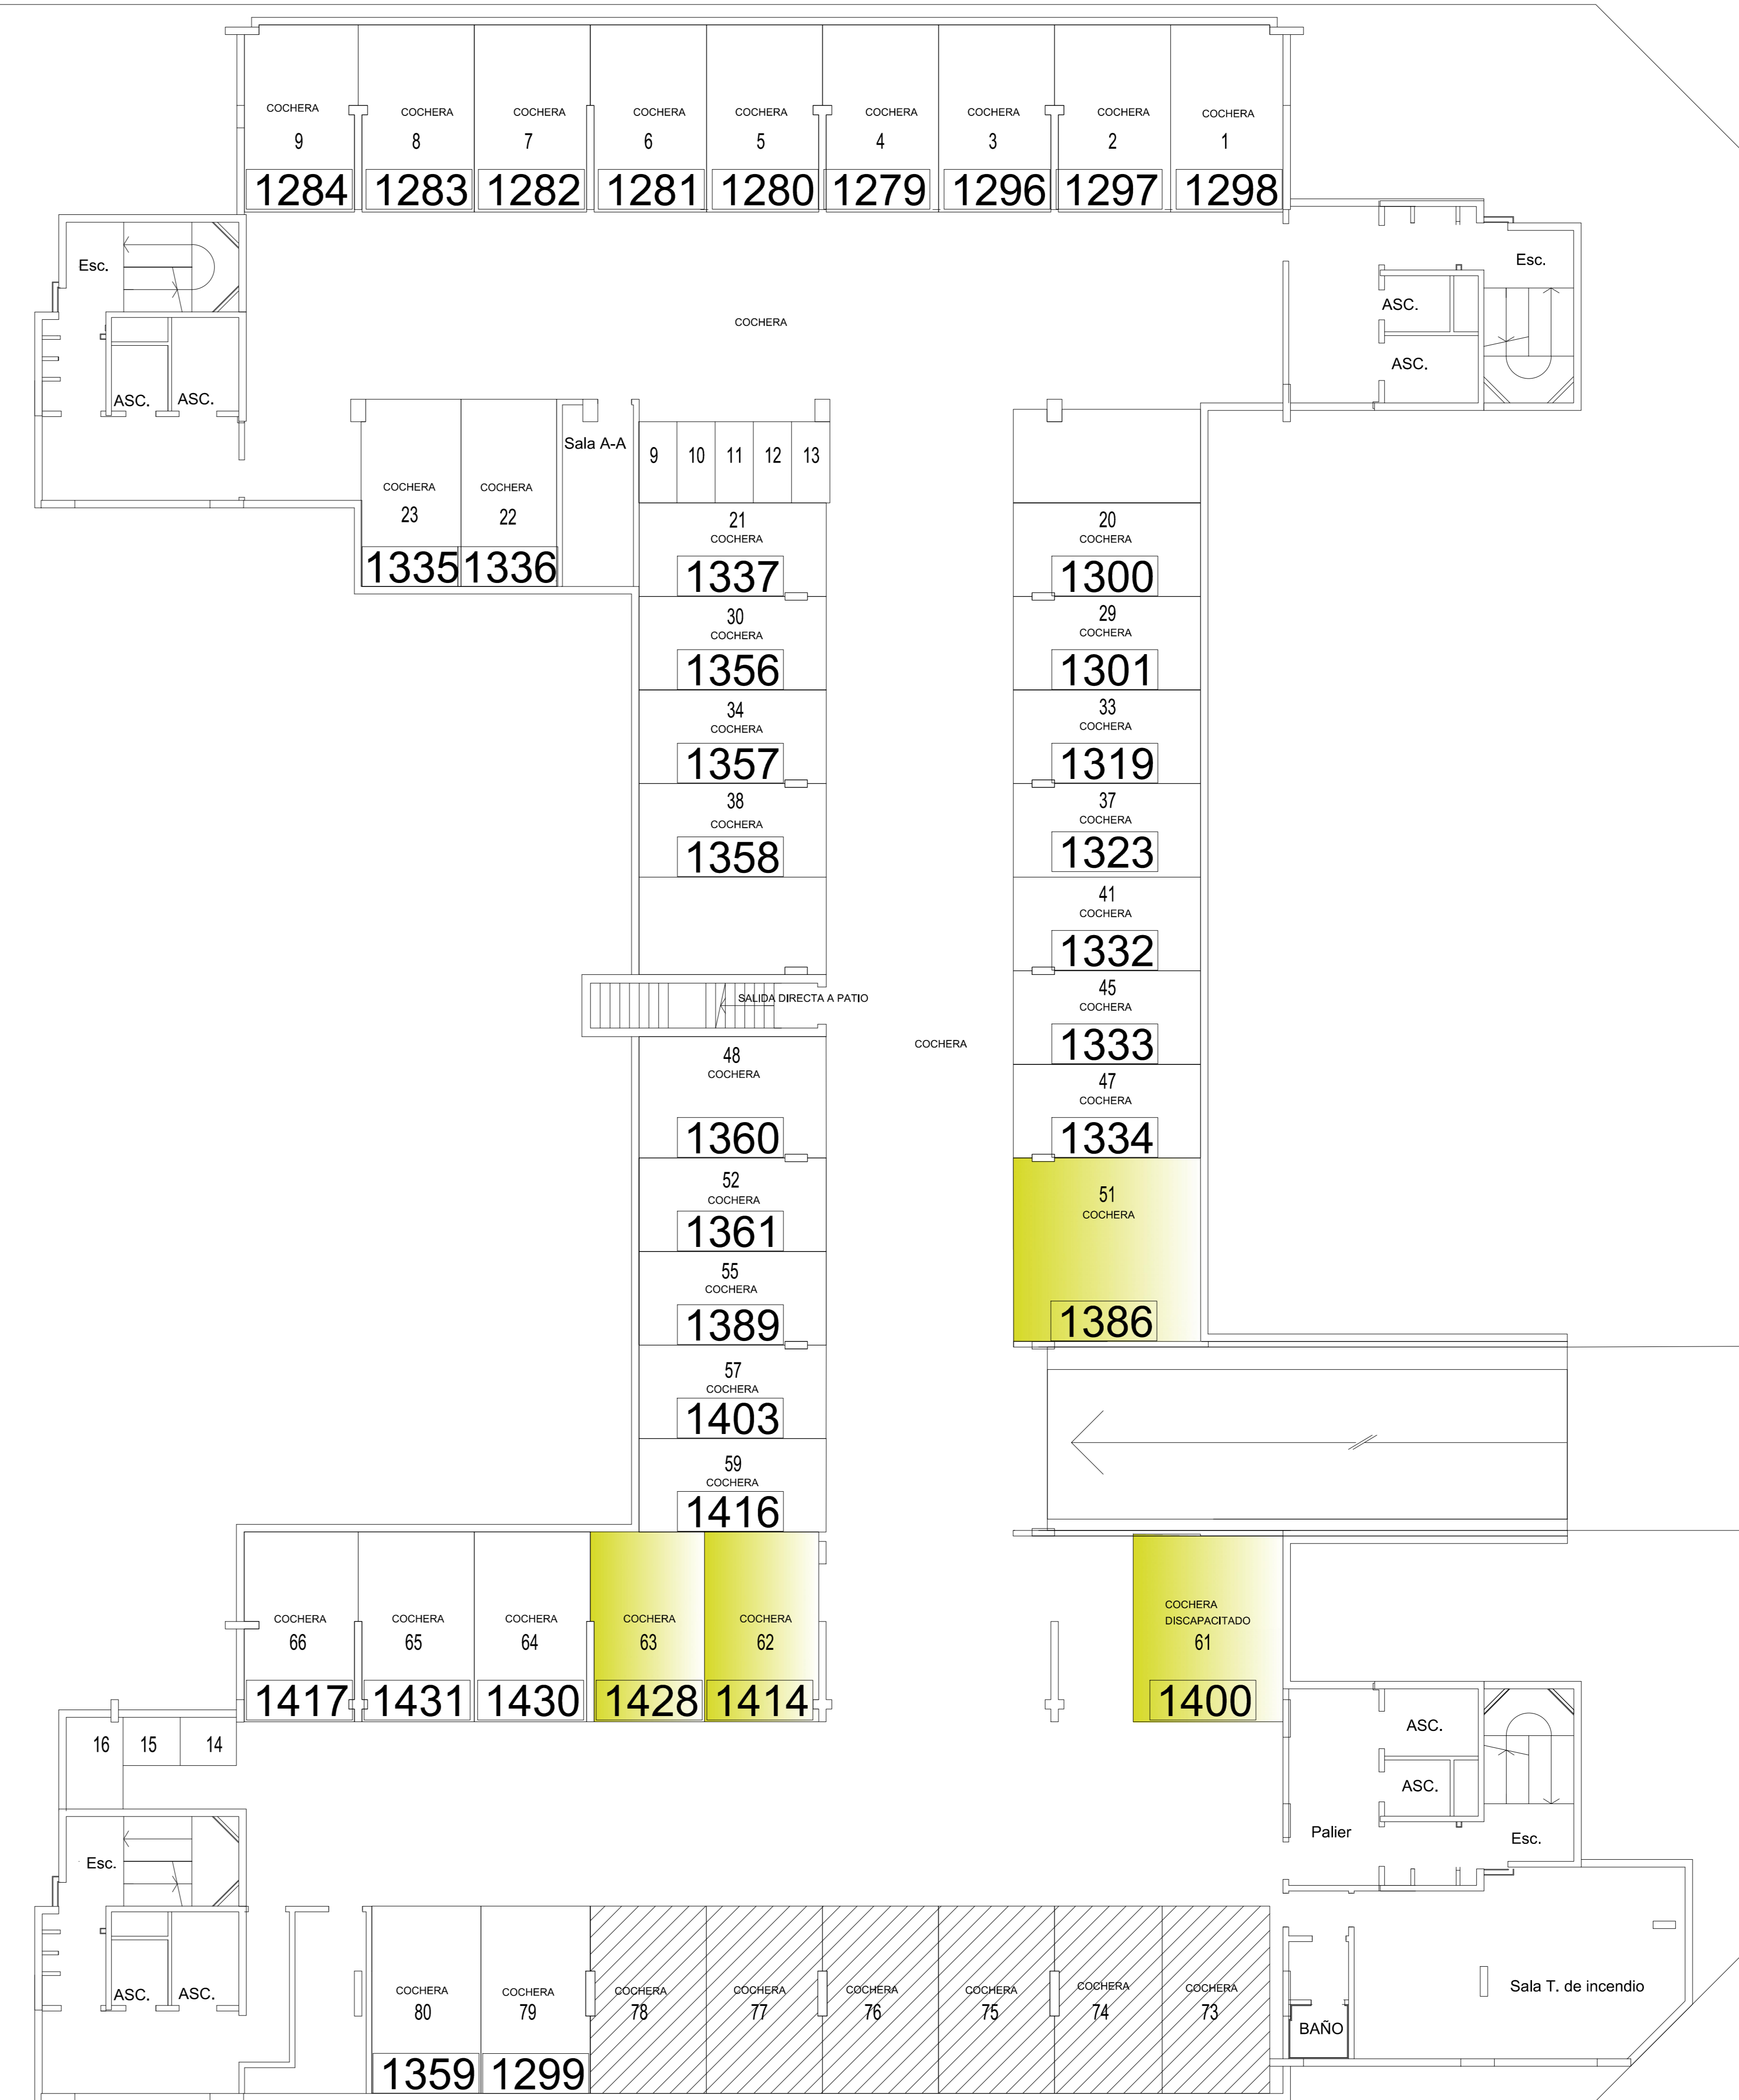 COCHERA COCHERA COCHERA COCHERA COCHERA COCHERA COCHERA COCHERA COCHERA
9 8 7 6 5 4 3 2 1
1284 1283 1282 1281 1280 1279 1296 1297 1298
Esc.
Esc.
ASC.
COCHERA
ASC.
ASC. ASC.
Sala A-A
9 10 11 12 13
COCHERA COCHERA
23 22
1335 1336
21
COCHERA
1337
20
COCHERA
1300
30
COCHERA
1356
29
COCHERA
1301
34
COCHERA
1357
33
COCHERA
1319
38
COCHERA
1358
37
COCHERA
1323
41
COCHERA
1332
SALIDA DIRECTA A PATIO
45
COCHERA
1333
COCHERA
48
COCHERA
1360
47
COCHERA
1334
52
COCHERA
1361
51
COCHERA
1386
55
COCHERA
1389
57
COCHERA
1403
59
COCHERA
1416
COCHERA COCHERA COCHERA COCHERA COCHERA
66 65 64 63 62
1417 1431 1430 1428 1414
COCHERA
DISCAPACITADO
61
1400
16 15 14
ASC.
ASC.
Palier
Esc.
Esc.
ASC. ASC.
COCHERA COCHERA COCHERA COCHERA COCHERA COCHERA COCHERA COCHERA
80 79 78 77 76 75 74 73
1359 1299
Sala T. de incendio
BAÑO